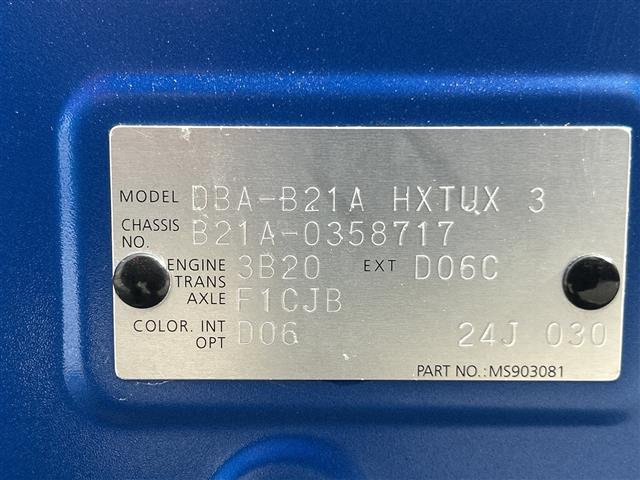 MODEL DBA-B21A HXTUX 3
CHASSIS NO. B21A-0358717
ENGINE 3B20 EXT D06C
TRANS AXLE F1CJB
COLOR. INT OPT D06 24J 030
PART NO.:MS903081